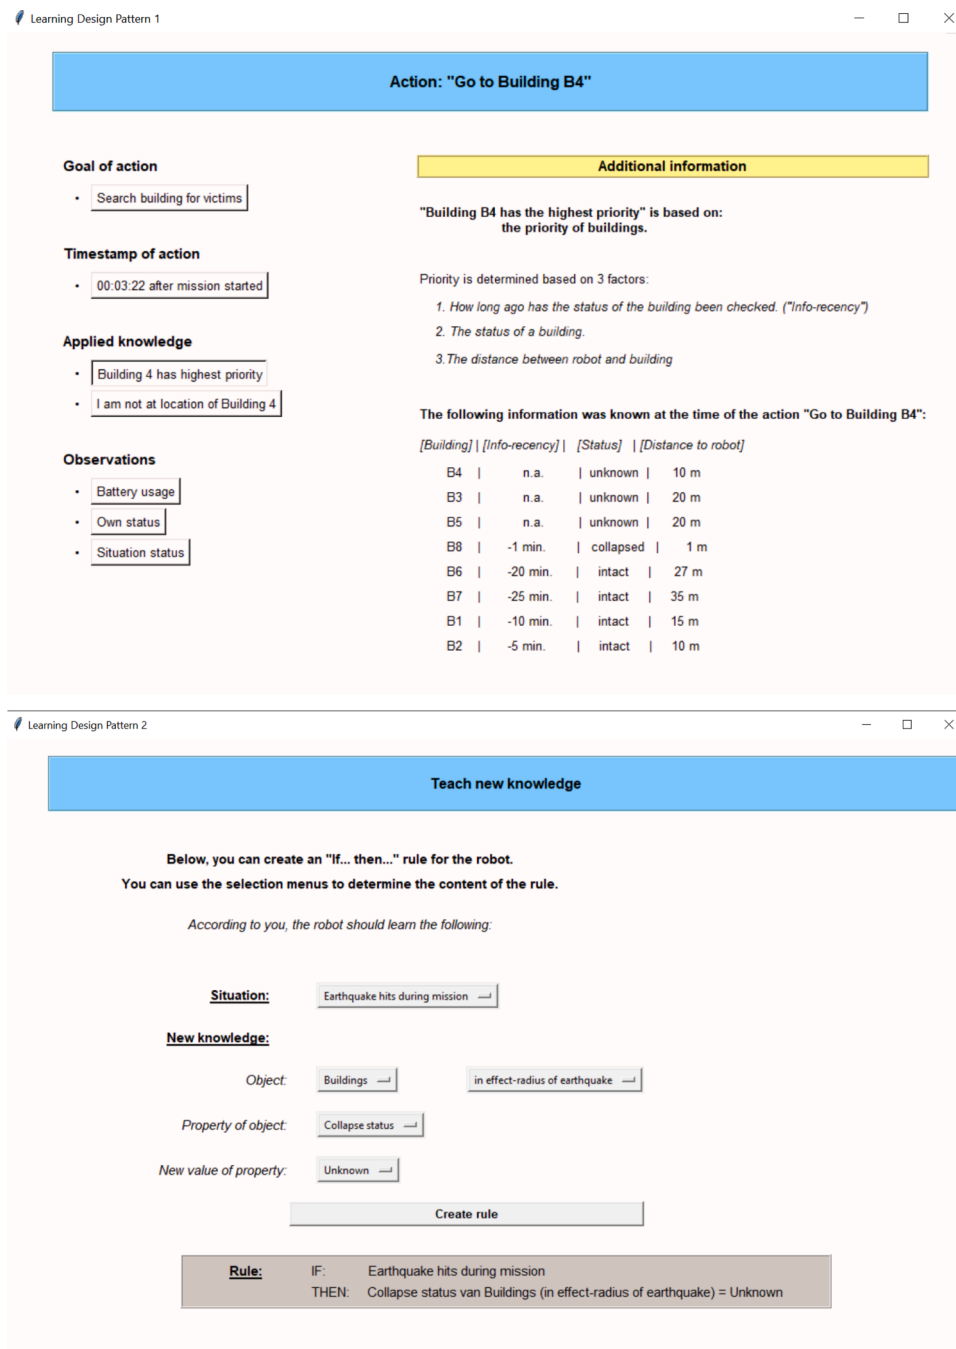 Learning Design Pattern 1
Action: "Go to Building B4"
Goal of action
• Search building for victims
Timestamp of action
• 00:03:22 after mission started
Applied knowledge
• Building 4 has highest priority
• I am not at location of Building 4
Observations
• Battery usage
• Own status
• Situation status
Additional information
"Building B4 has the highest priority" is based on:
the priority of buildings.
Priority is determined based on 3 factors:
1. How long ago has the status of the building been checked. ("Info-recency")
2. The status of a building.
3.The distance between robot and building
The following information was known at the time of the action "Go to Building B4":
[Building] | [Info-recency] | [Status] | [Distance to robot]
B4 | n.a. | unknown | 10 m
B3 | n.a. | unknown | 20 m
B5 | n.a. | unknown | 20 m
B8 | -1 min. | collapsed | 1 m
B6 | -20 min. | intact | 27 m
B7 | -25 min. | intact | 35 m
B1 | -10 min. | intact | 15 m
B2 | -5 min. | intact | 10 m
Learning Design Pattern 2
Teach new knowledge
Below, you can create an "If... then..." rule for the robot.
You can use the selection menus to determine the content of the rule.
According to you, the robot should learn the following:
Situation: Earthquake hits during mission
New knowledge:
Object: Buildings in effect-radius of earthquake
Property of object: Collapse status
New value of property: Unknown
Create rule
Rule: IF: Earthquake hits during mission
THEN: Collapse status van Buildings (in effect-radius of earthquake) = Unknown